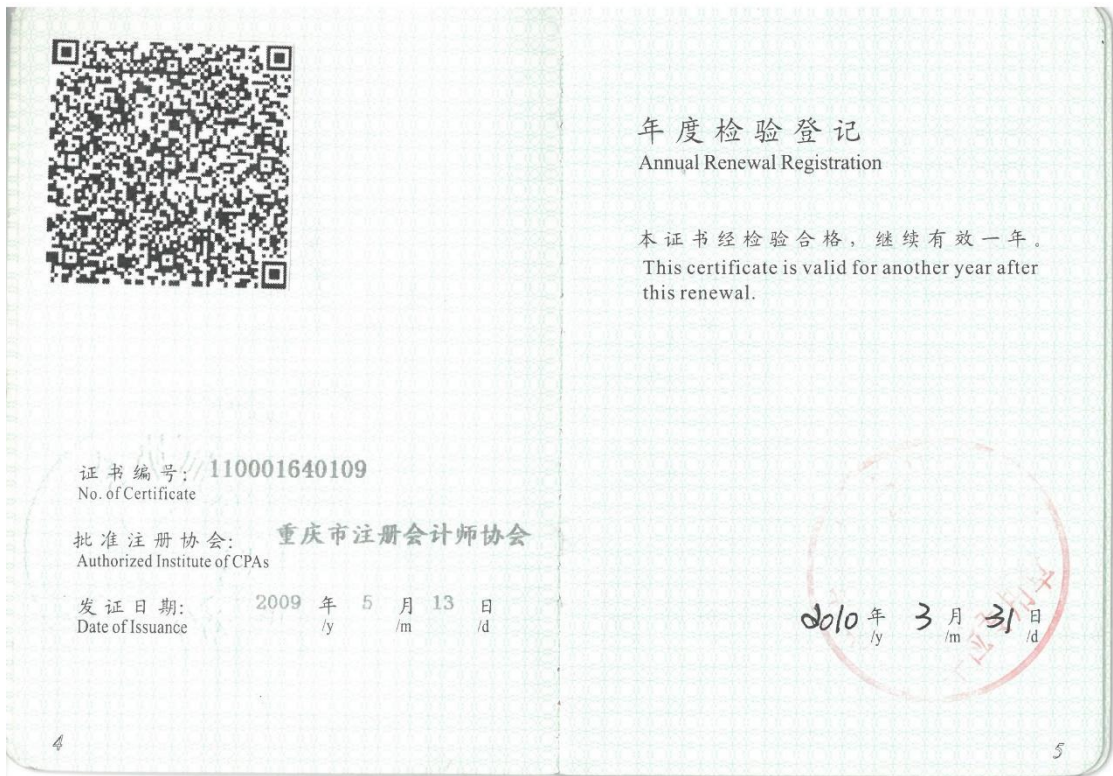 证书编号: 110001640109
No. of Certificate
批准注册协会: 重庆市注册会计师协会
Authorized Institute of CPAs
发证日期: 2009 年 5 月 13 日
Date of Issuance /y /m /d
4
年度检验登记
Annual Renewal Registration
本证书经检验合格，继续有效一年。
This certificate is valid for another year after
this renewal.
2010 年 3 月 31 日
/y /m /d
5